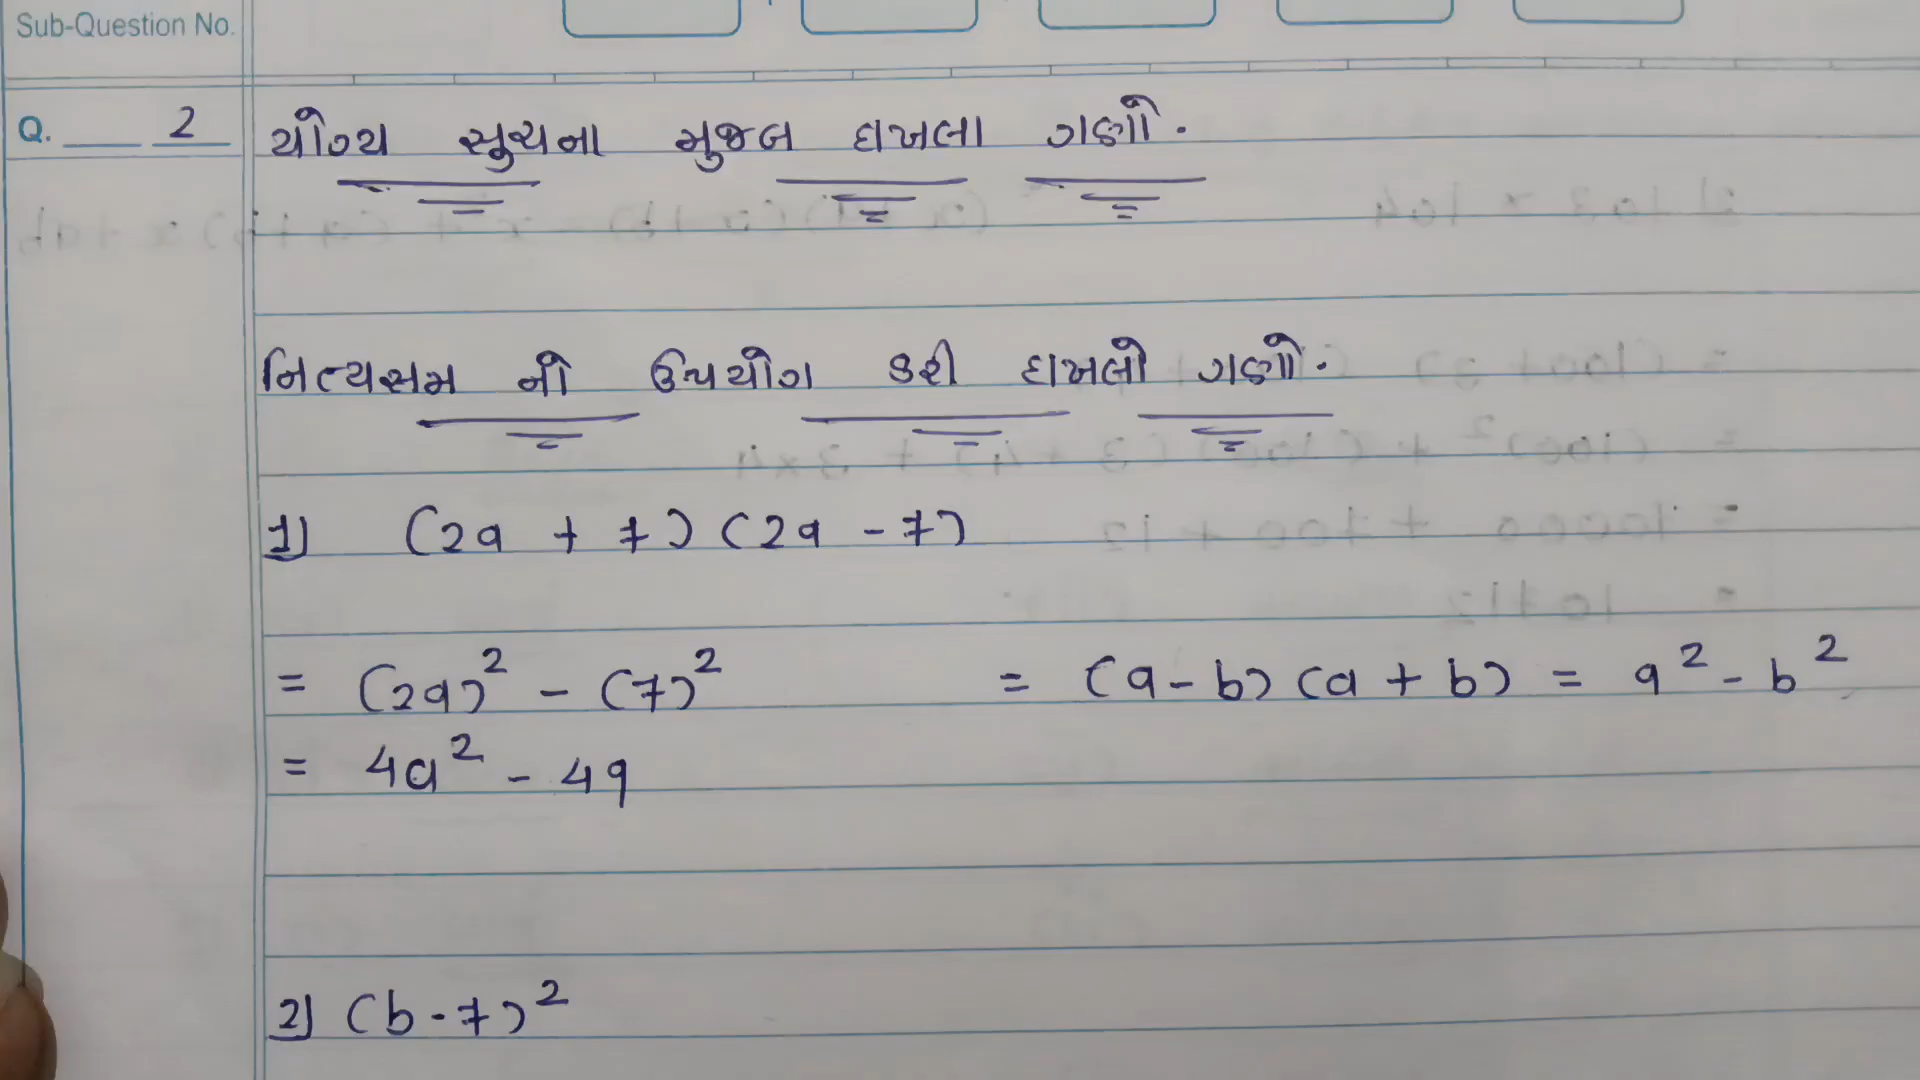 Sub-Question No.
Q. 2 યોગ્ય સુચના મુજબ દાખલા ગણો.
નિત્યસમ નો ઉપયોગ કરી દાખલો ગણો.
1) (2a + 7) (2a - 7)
= (2a)² - (7)² = (a - b) (a + b) = a² - b²
= 4a² - 49
2) (b - 7)²